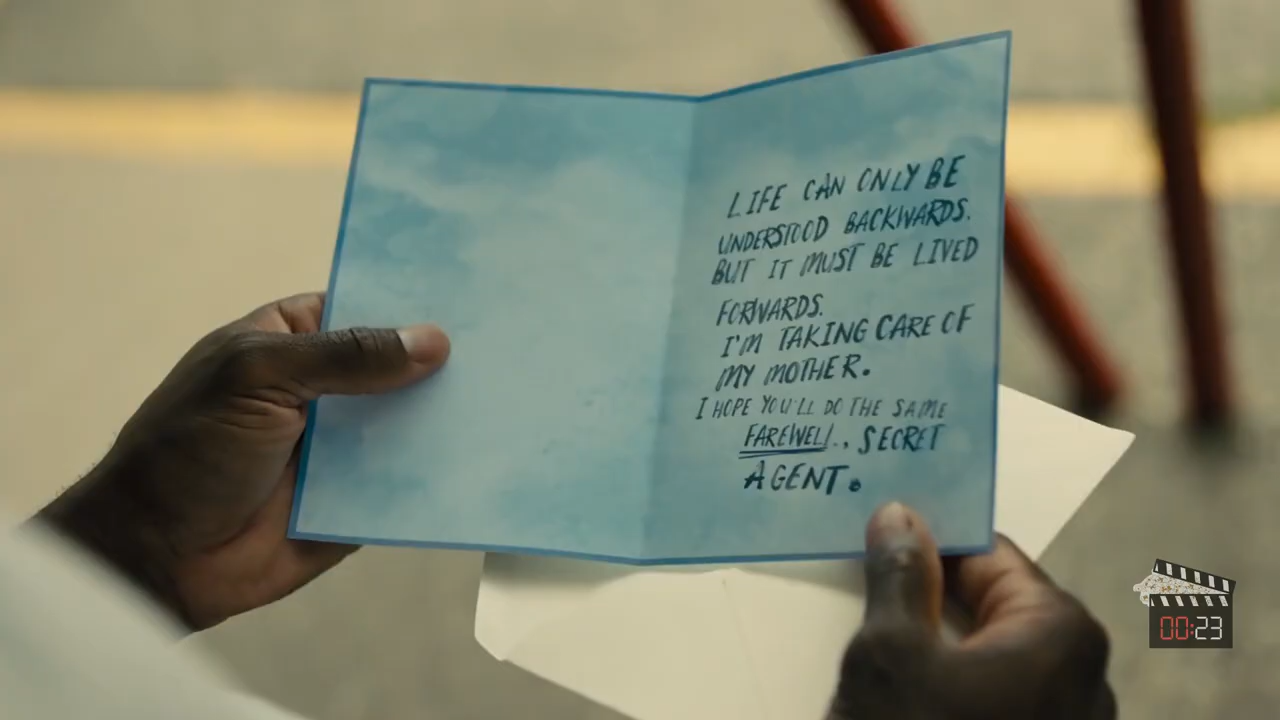 LIFE CAN ONLY BE
UNDERSTOOD BACKWARDS.
BUT IT MUST BE LIVED
FORWARDS.
I'M TAKING CARE OF
MY MOTHER.
I HOPE YOU'LL DO THE SAME
FAREWELL., SECRET
AGENT.
00:23